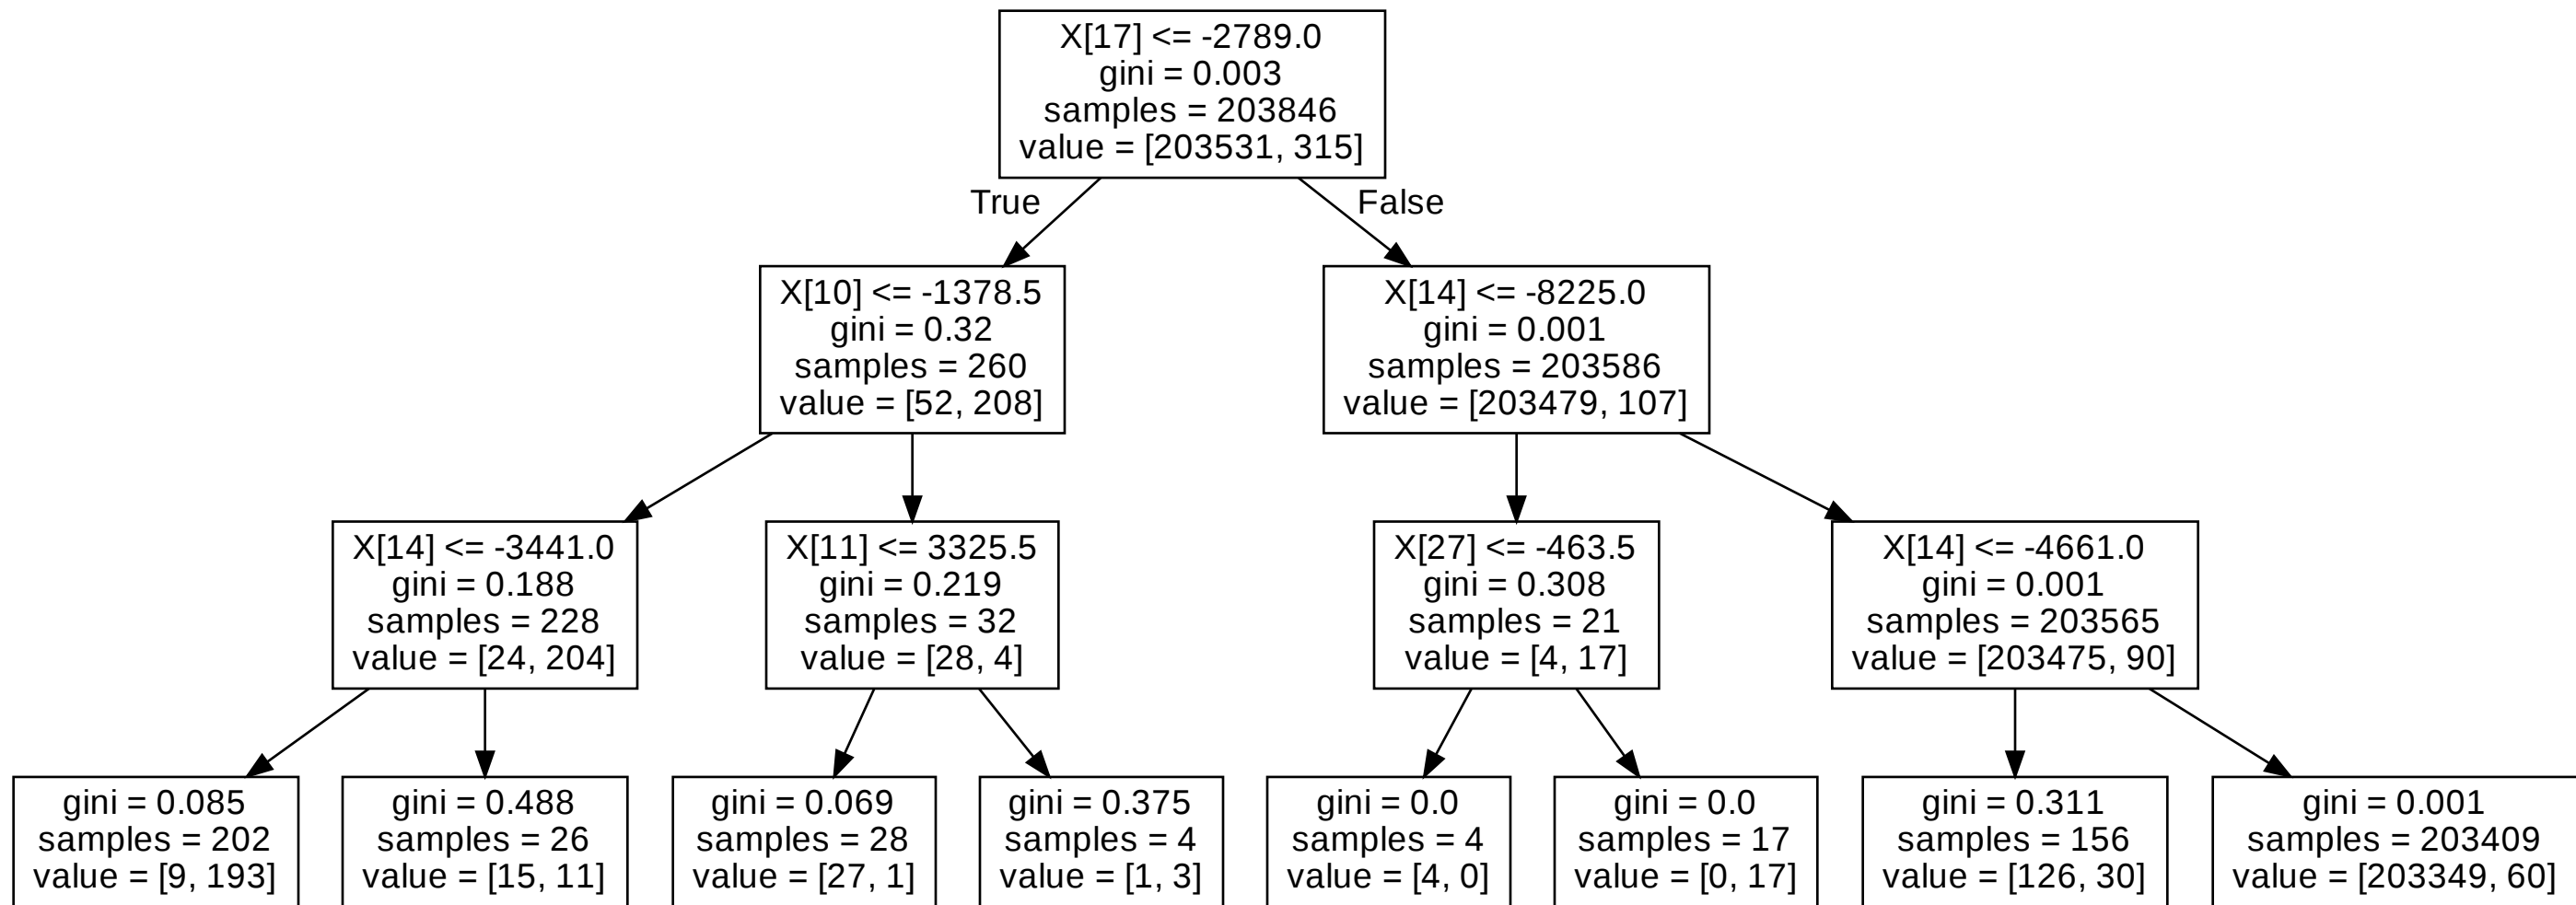 X[17] <= -2789.0
gini = 0.003
samples = 203846
value = [203531, 315]
True
False
X[10] <= -1378.5
gini = 0.32
samples = 260
value = [52, 208]
X[14] <= -8225.0
gini = 0.001
samples = 203586
value = [203479, 107]
X[14] <= -3441.0
gini = 0.188
samples = 228
value = [24, 204]
X[11] <= 3325.5
gini = 0.219
samples = 32
value = [28, 4]
X[27] <= -463.5
gini = 0.308
samples = 21
value = [4, 17]
X[14] <= -4661.0
gini = 0.001
samples = 203565
value = [203475, 90]
gini = 0.085
samples = 202
value = [9, 193]
gini = 0.488
samples = 26
value = [15, 11]
gini = 0.069
samples = 28
value = [27, 1]
gini = 0.375
samples = 4
value = [1, 3]
gini = 0.0
samples = 4
value = [4, 0]
gini = 0.0
samples = 17
value = [0, 17]
gini = 0.311
samples = 156
value = [126, 30]
gini = 0.001
samples = 203409
value = [203349, 60]